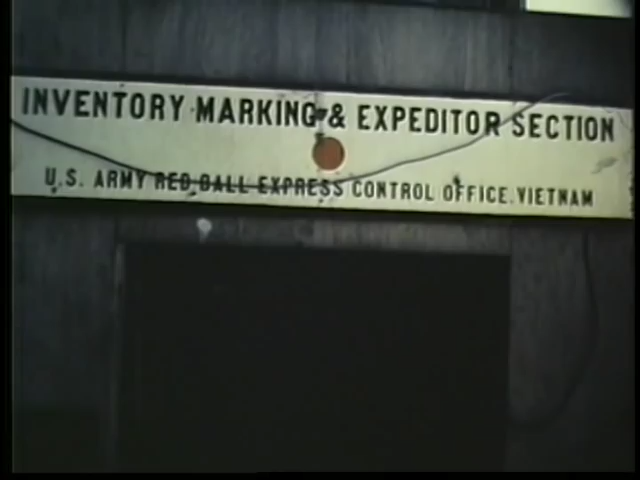 INVENTORY MARKING & EXPEDITOR SECTION
U.S. ARMY RED BALL EXPRESS CONTROL OFFICE, VIETNAM